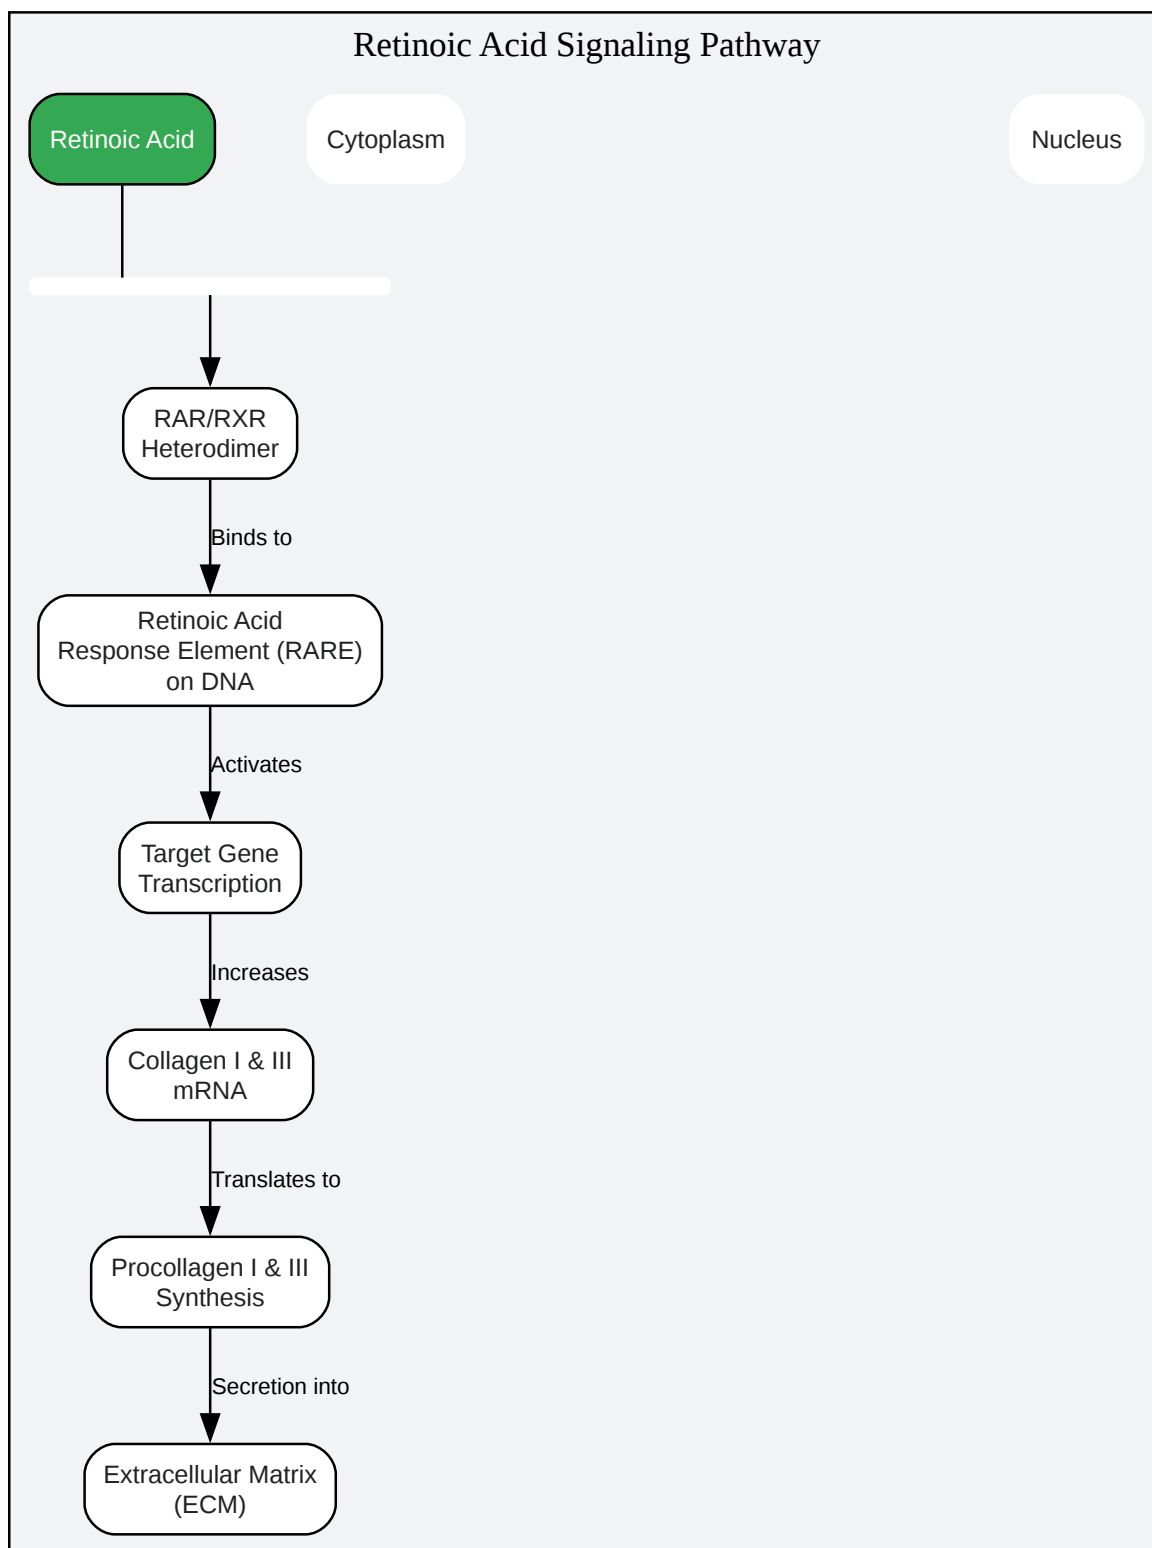 Retinoic Acid Signaling Pathway
Retinoic Acid
Cytoplasm
Nucleus
RAR/RXR
Heterodimer
Binds to
Retinoic Acid
Response Element (RARE)
on DNA
Activates
Target Gene
Transcription
Increases
Collagen I & III
mRNA
Translates to
Procollagen I & III
Synthesis
Secretion into
Extracellular Matrix
(ECM)